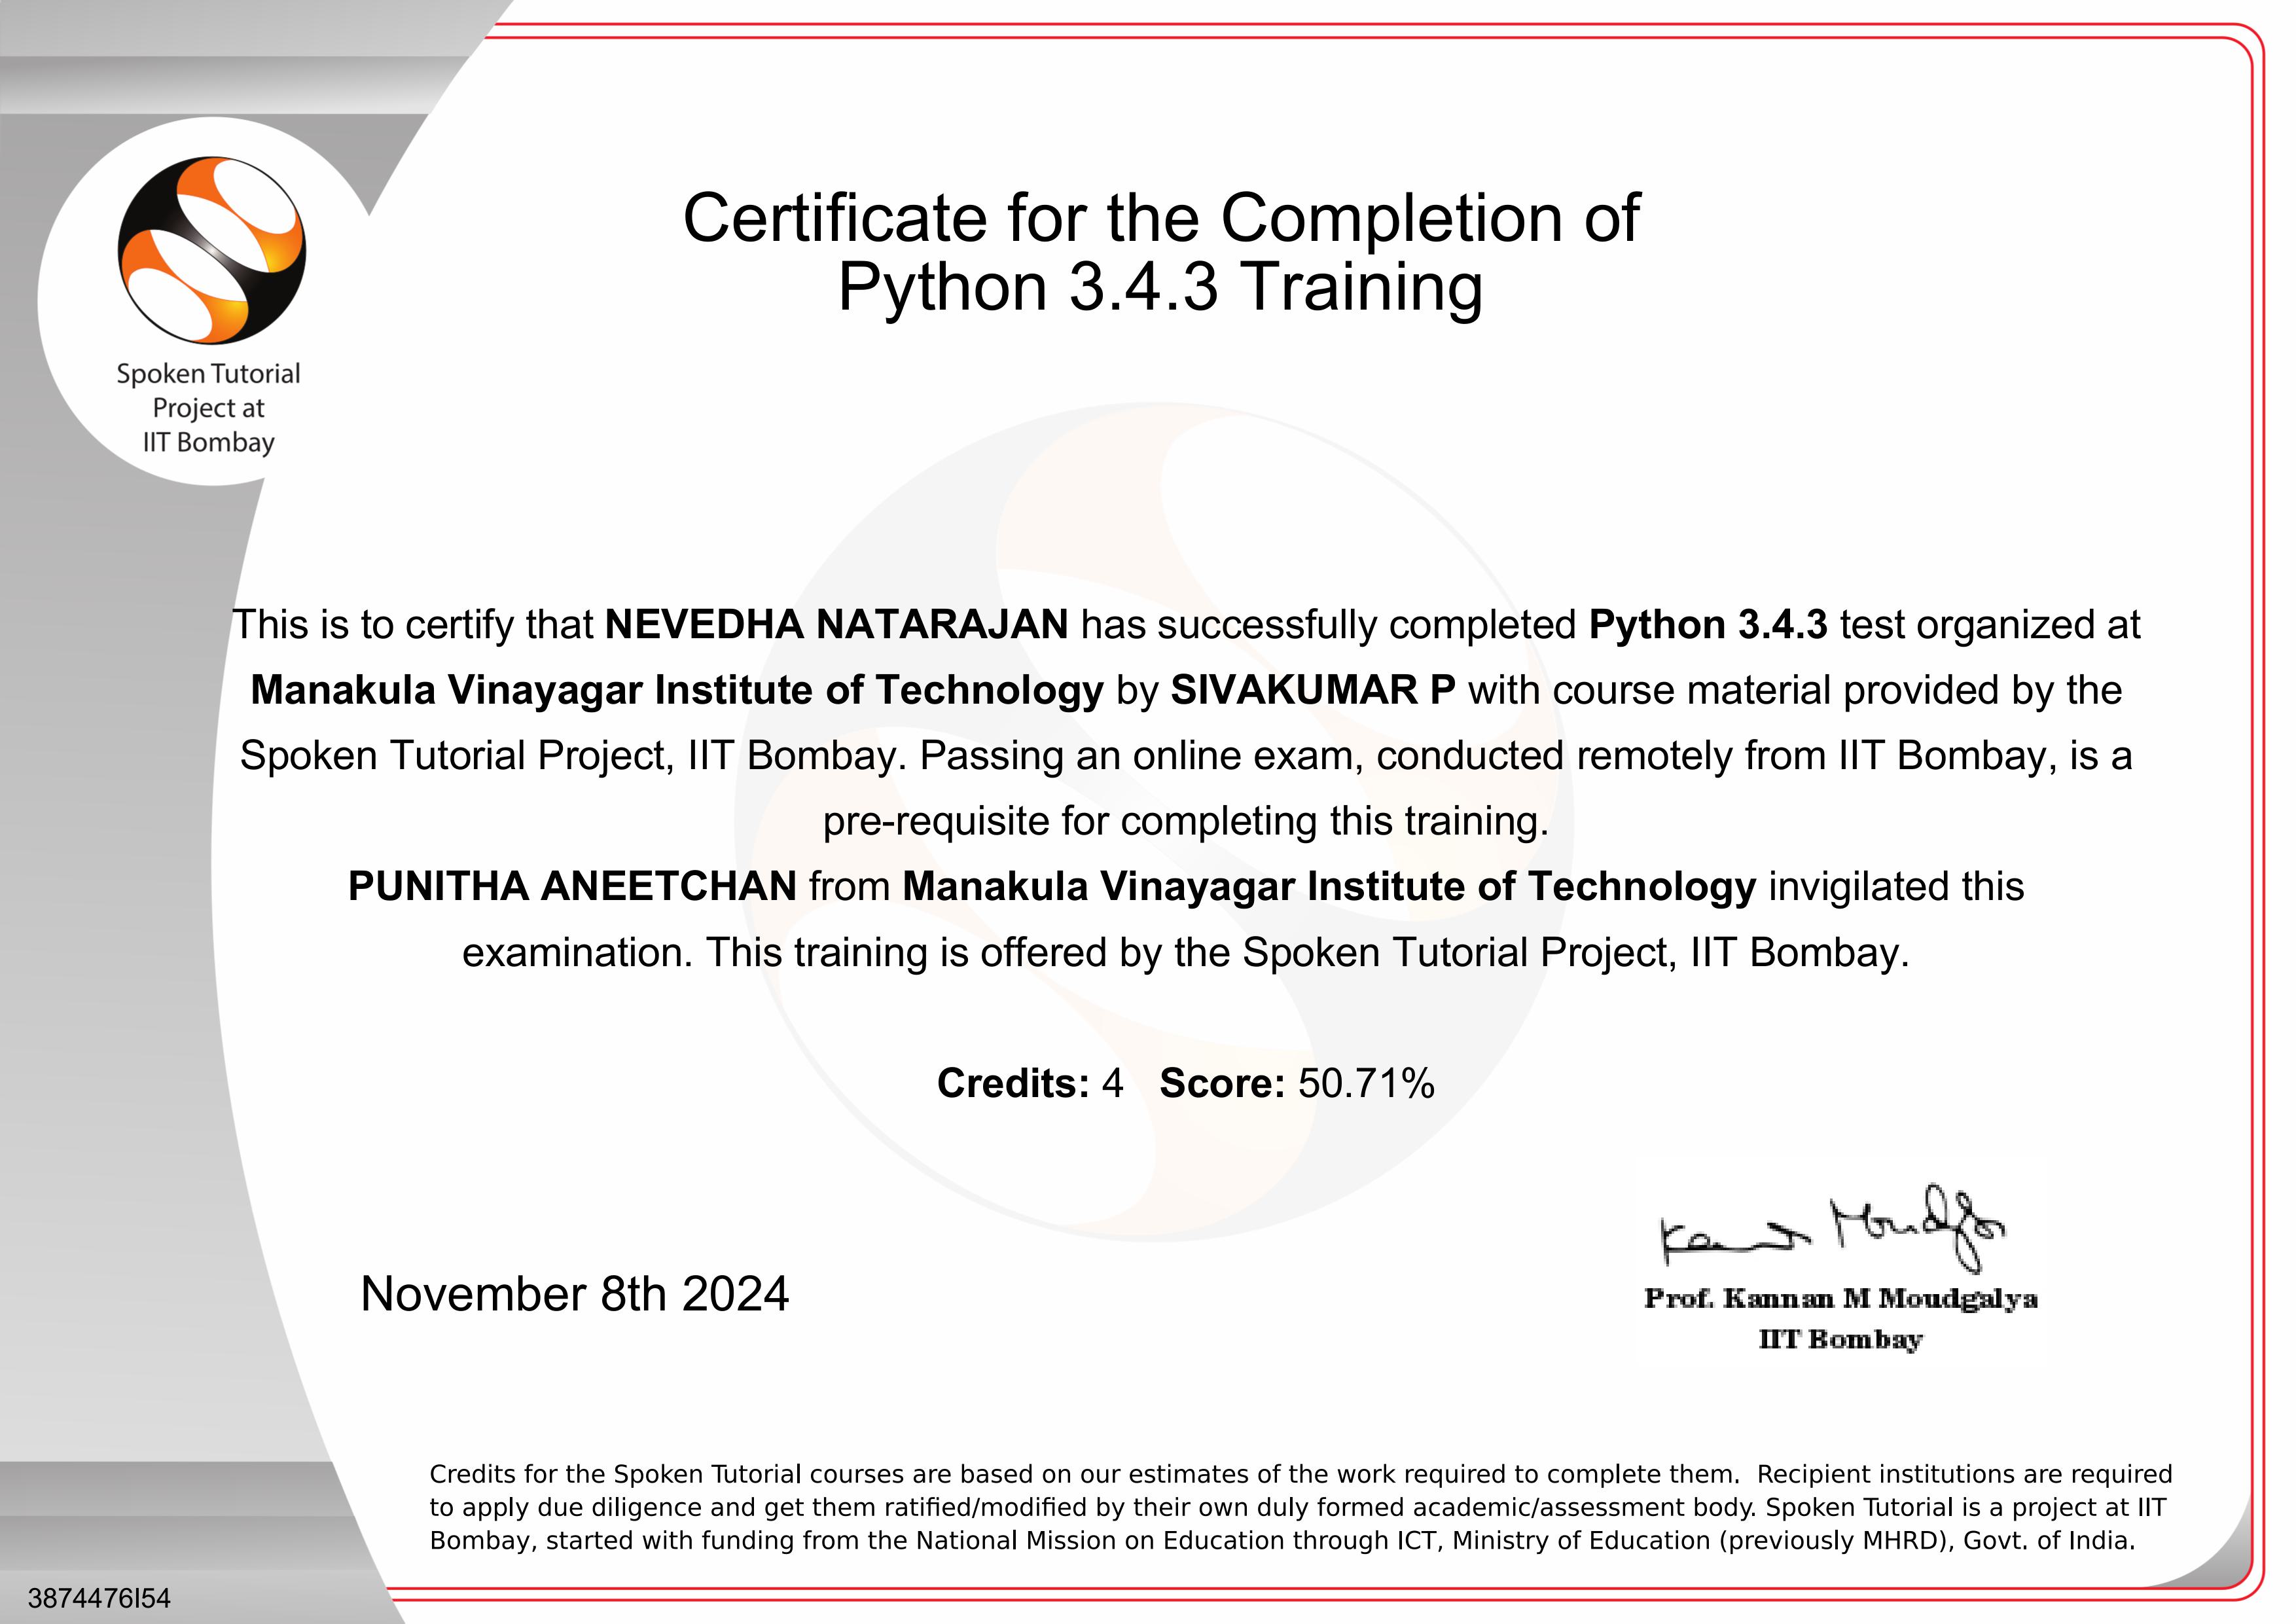 Certificate for the Completion of
Python 3.4.3 Training
Spoken Tutorial
Project at
IIT Bombay
This is to certify that NEVEDHA NATARAJAN has successfully completed Python 3.4.3 test organized at
Manakula Vinayagar Institute of Technology by SIVAKUMAR P with course material provided by the
Spoken Tutorial Project, IIT Bombay. Passing an online exam, conducted remotely from IIT Bombay, is a
pre-requisite for completing this training.
PUNITHA ANEETCHAN from Manakula Vinayagar Institute of Technology invigilated this
examination. This training is offered by the Spoken Tutorial Project, IIT Bombay.
Credits: 4 Score: 50.71%
November 8th 2024
Kannan Moudgalya
Prof. Kannan M Moudgalya
IIT Bombay
Credits for the Spoken Tutorial courses are based on our estimates of the work required to complete them. Recipient institutions are required
to apply due diligence and get them ratified/modified by their own duly formed academic/assessment body. Spoken Tutorial is a project at IIT
Bombay, started with funding from the National Mission on Education through ICT, Ministry of Education (previously MHRD), Govt. of India.
3874476I54